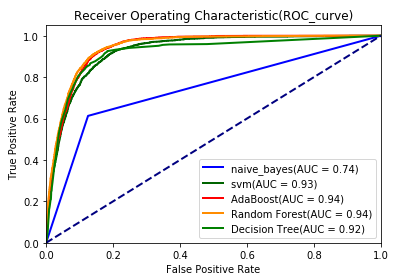 Receiver Operating Characteristic(ROC_curve)
True Positive Rate
1.0
0.8
0.6
0.4
0.2
0.0
naive_bayes(AUC = 0.74)
svm(AUC = 0.93)
AdaBoost(AUC = 0.94)
Random Forest(AUC = 0.94)
Decision Tree(AUC = 0.92)
0.0 0.2 0.4 0.6 0.8 1.0
False Positive Rate